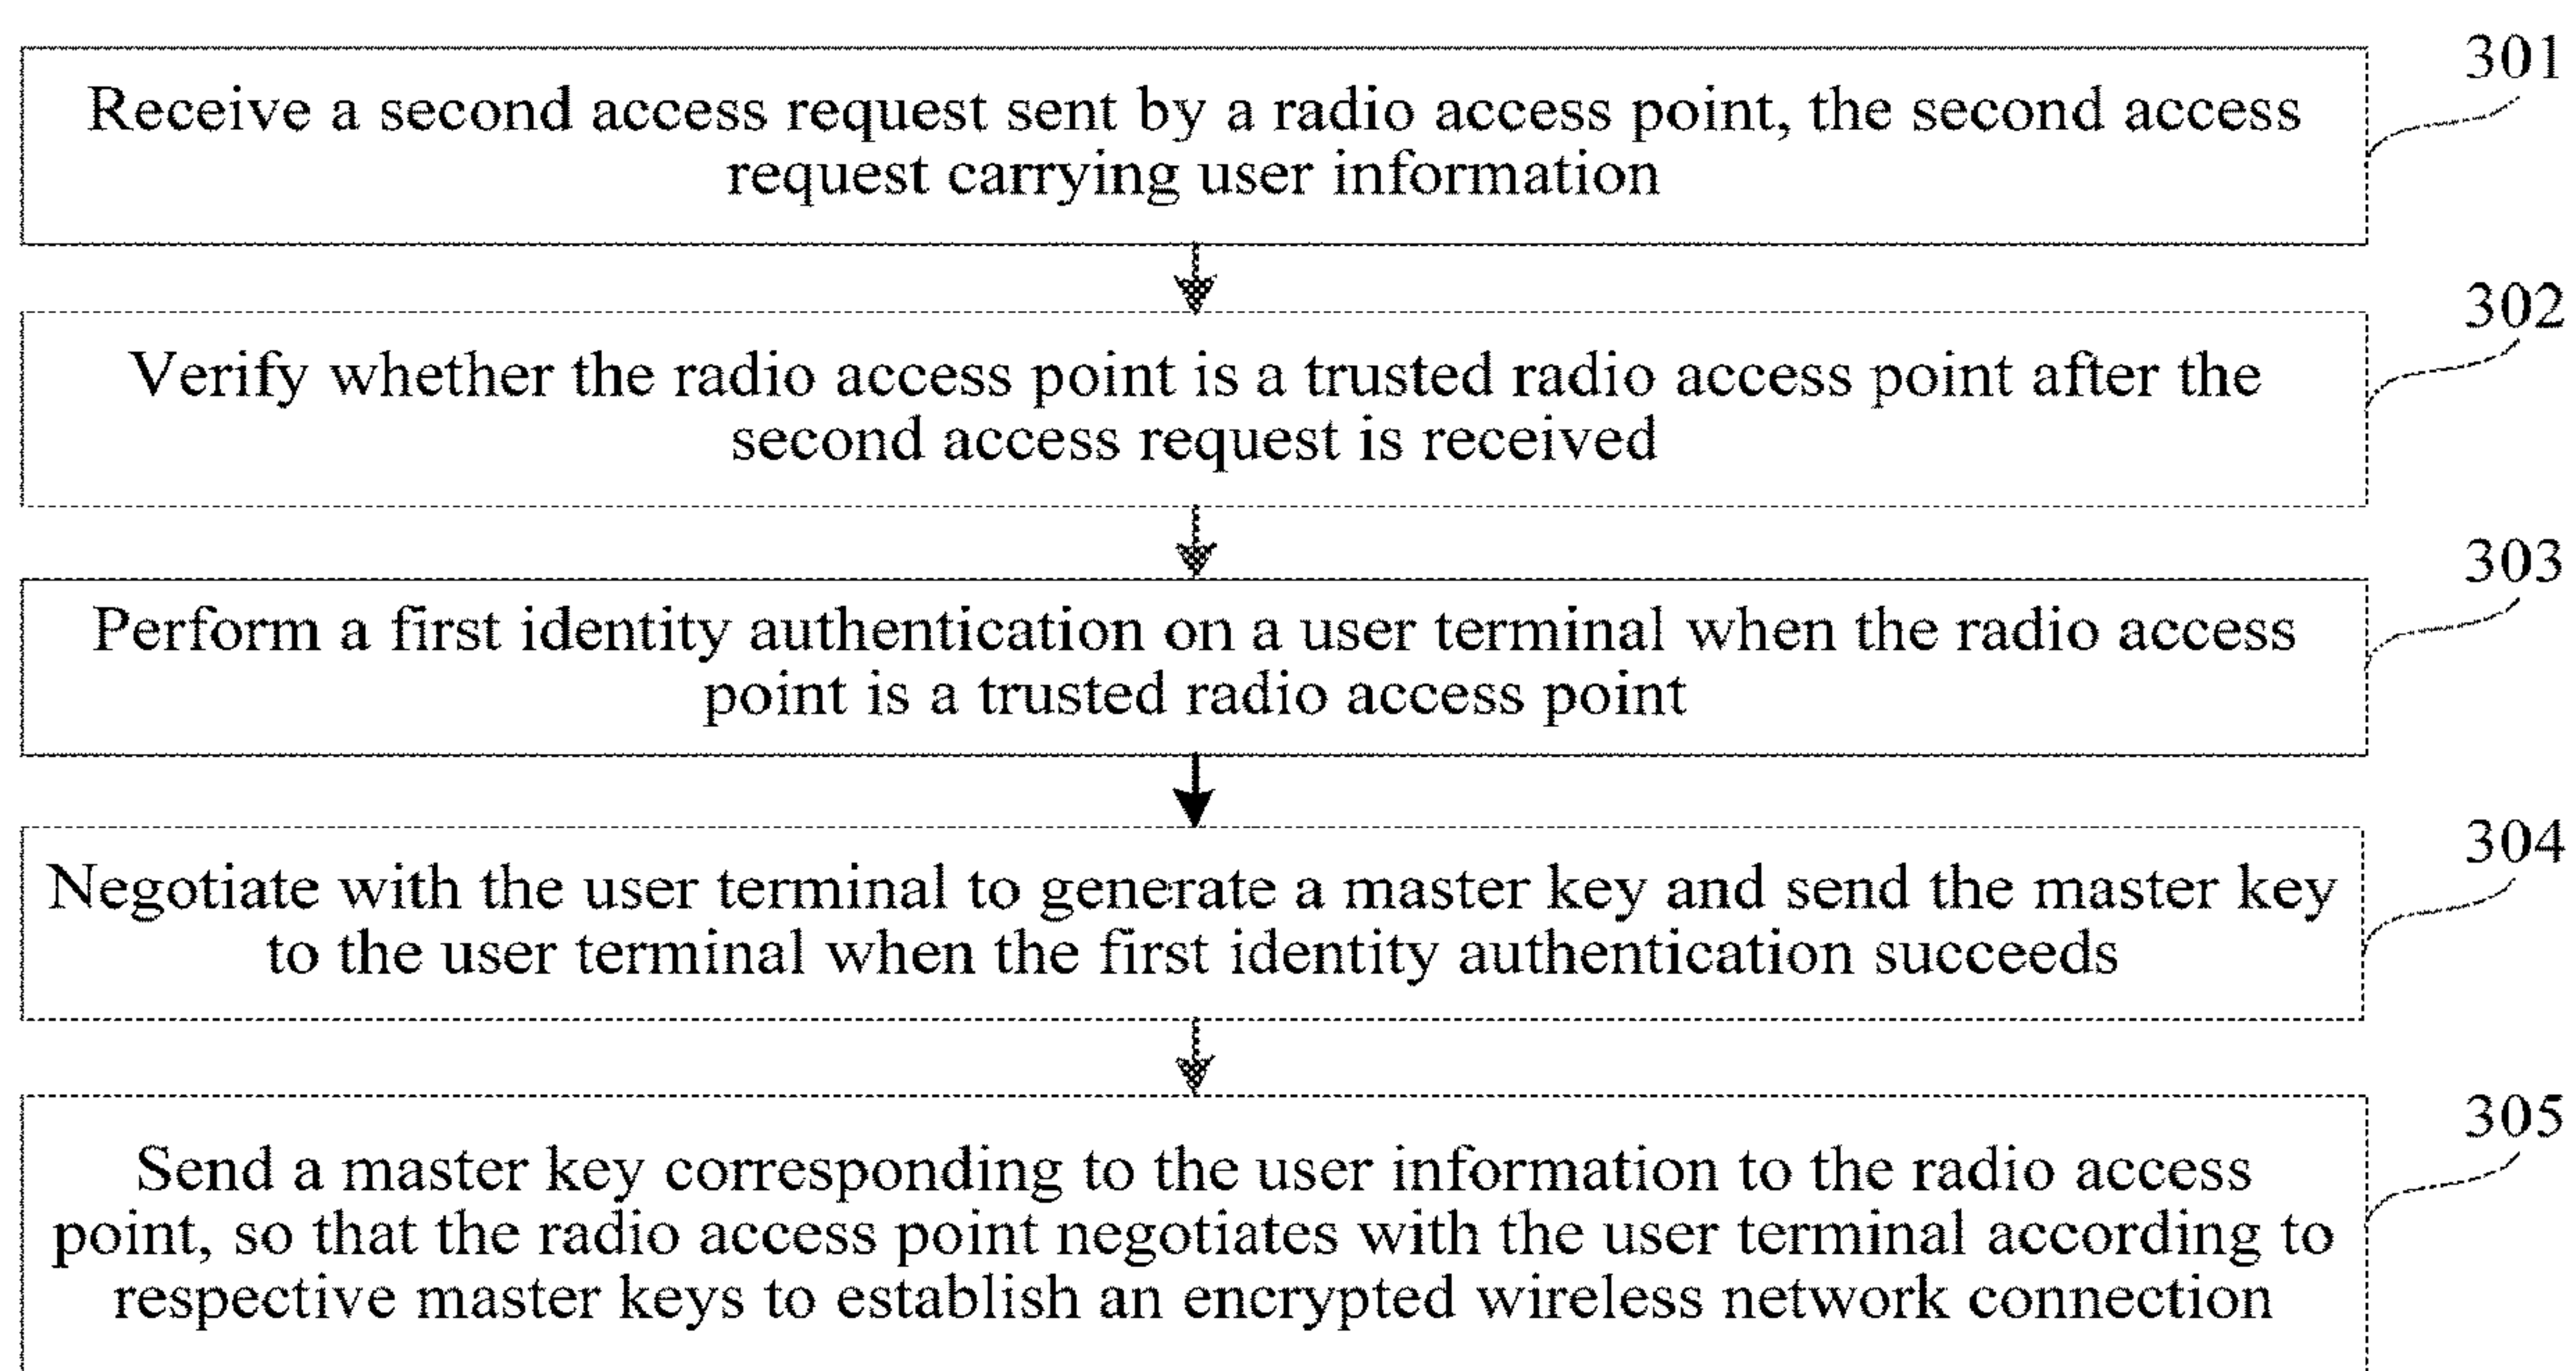 301
Receive a second access request sent by a radio access point, the second access
request carrying user information
302
Verify whether the radio access point is a trusted radio access point after the
second access request is received
303
Perform a first identity authentication on a user terminal when the radio access
point is a trusted radio access point
304
Negotiate with the user terminal to generate a master key and send the master key
to the user terminal when the first identity authentication succeeds
305
Send a master key corresponding to the user information to the radio access
point, so that the radio access point negotiates with the user terminal according to
respective master keys to establish an encrypted wireless network connection